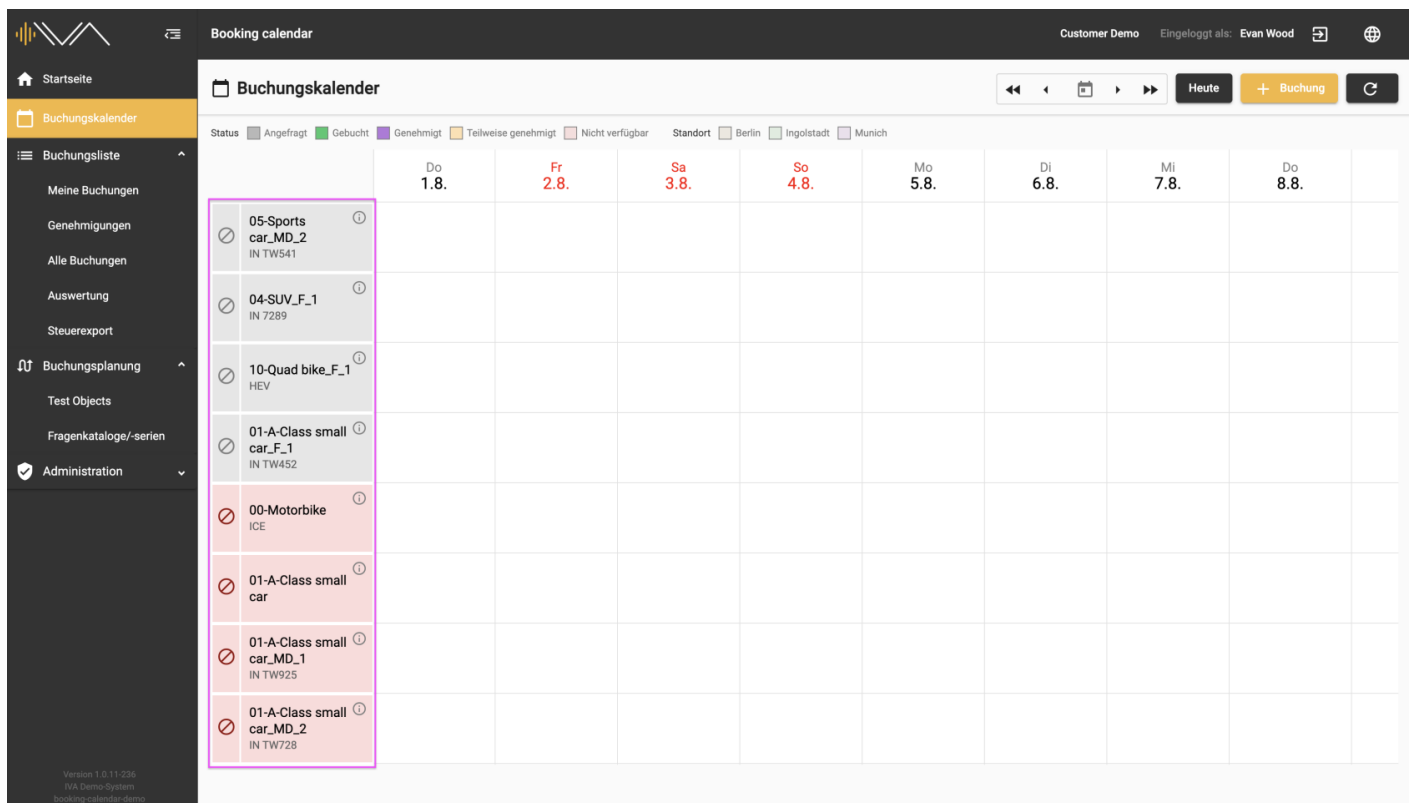 IVA
Booking calendar
Customer Demo Eingeloggt als: Evan Wood
Startseite
Buchungskalender
Buchungsliste
Meine Buchungen
Genehmigungen
Alle Buchungen
Auswertung
Steuerexport
Buchungsplanung
Test Objects
Fragenkataloge/-serien
Administration
Version 1.0.11-236
IVA Demo-System
booking-calendar-demo
Buchungskalender
Heute
+ Buchung
Status Angefragt Gebucht Genehmigt Teilweise genehmigt Nicht verfügbar Standort Berlin Ingolstadt Munich
Do Fr Sa So Mo Di Mi Do
1.8. 2.8. 3.8. 4.8. 5.8. 6.8. 7.8. 8.8.
05-Sports
car_MD_2
IN TW541
04-SUV_F_1
IN 7289
10-Quad bike_F_1
HEV
01-A-Class small
car_F_1
IN TW452
00-Motorbike
ICE
01-A-Class small
car
01-A-Class small
car_MD_1
IN TW925
01-A-Class small
car_MD_2
IN TW728